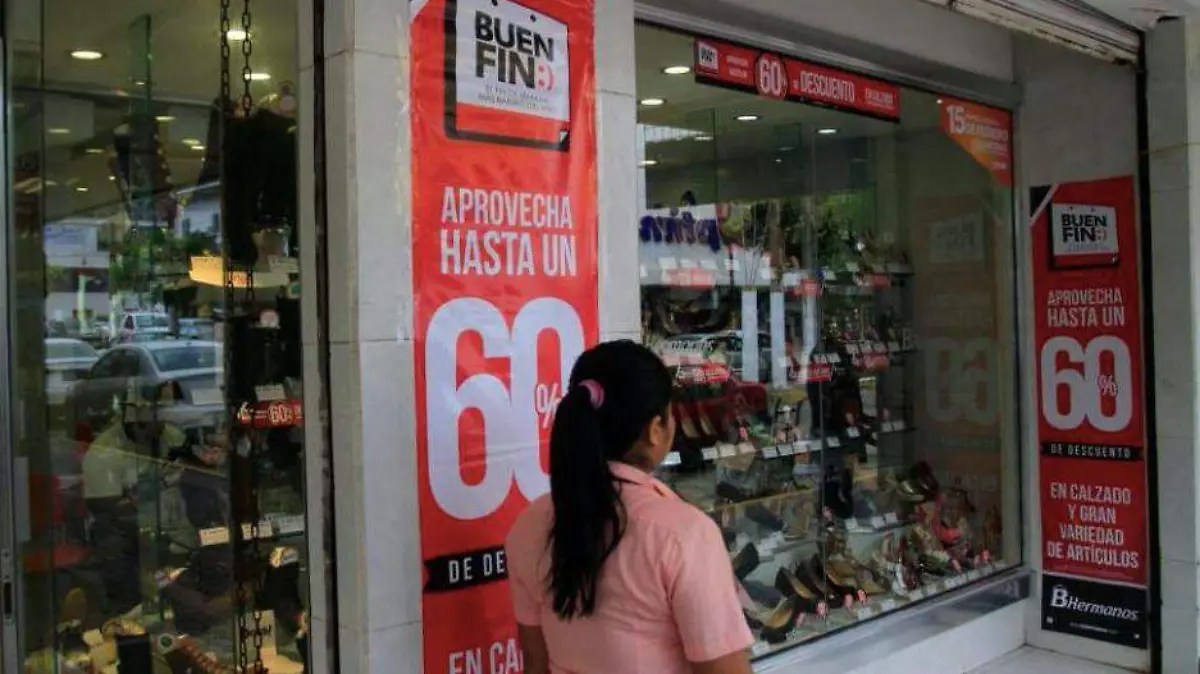 BUEN
FIN
APROVECHA
HASTA UN
60%
DE DES
EN CA
60% DE DESCUENTO
15
BUEN
FIN
APROVECHA
HASTA UN
60%
DE DESCUENTO
EN CALZADO
Y GRAN
VARIEDAD
DE ARTÍCULOS
BHermanos
60%